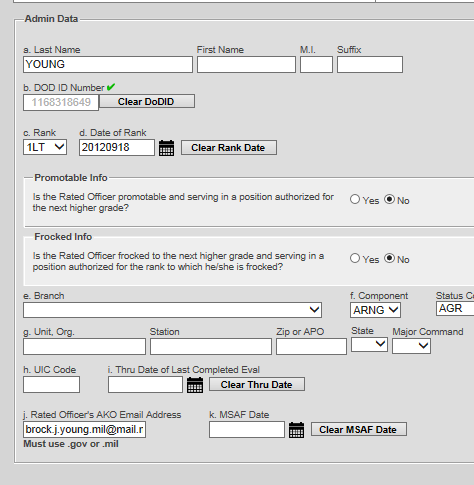 Admin Data
a. Last Name First Name M.I. Suffix
YOUNG
b. DOD ID Number
1168318649 Clear DoDID
c. Rank d. Date of Rank
1LT 20120918 Clear Rank Date
Promotable Info
Is the Rated Officer promotable and serving in a position authorized for
the next higher grade?
Yes No
Frocked Info
Is the Rated Officer frocked to the next higher grade and serving in a
position authorized for the rank to which he/she is frocked?
Yes No
e. Branch f. Component Status C
ARNG AGR
g. Unit, Org. Station Zip or APO State Major Command
h. UIC Code i. Thru Date of Last Completed Eval
Clear Thru Date
j. Rated Officer's AKO Email Address k. MSAF Date
brock.j.young.mil@mail.r Clear MSAF Date
Must use .gov or .mil